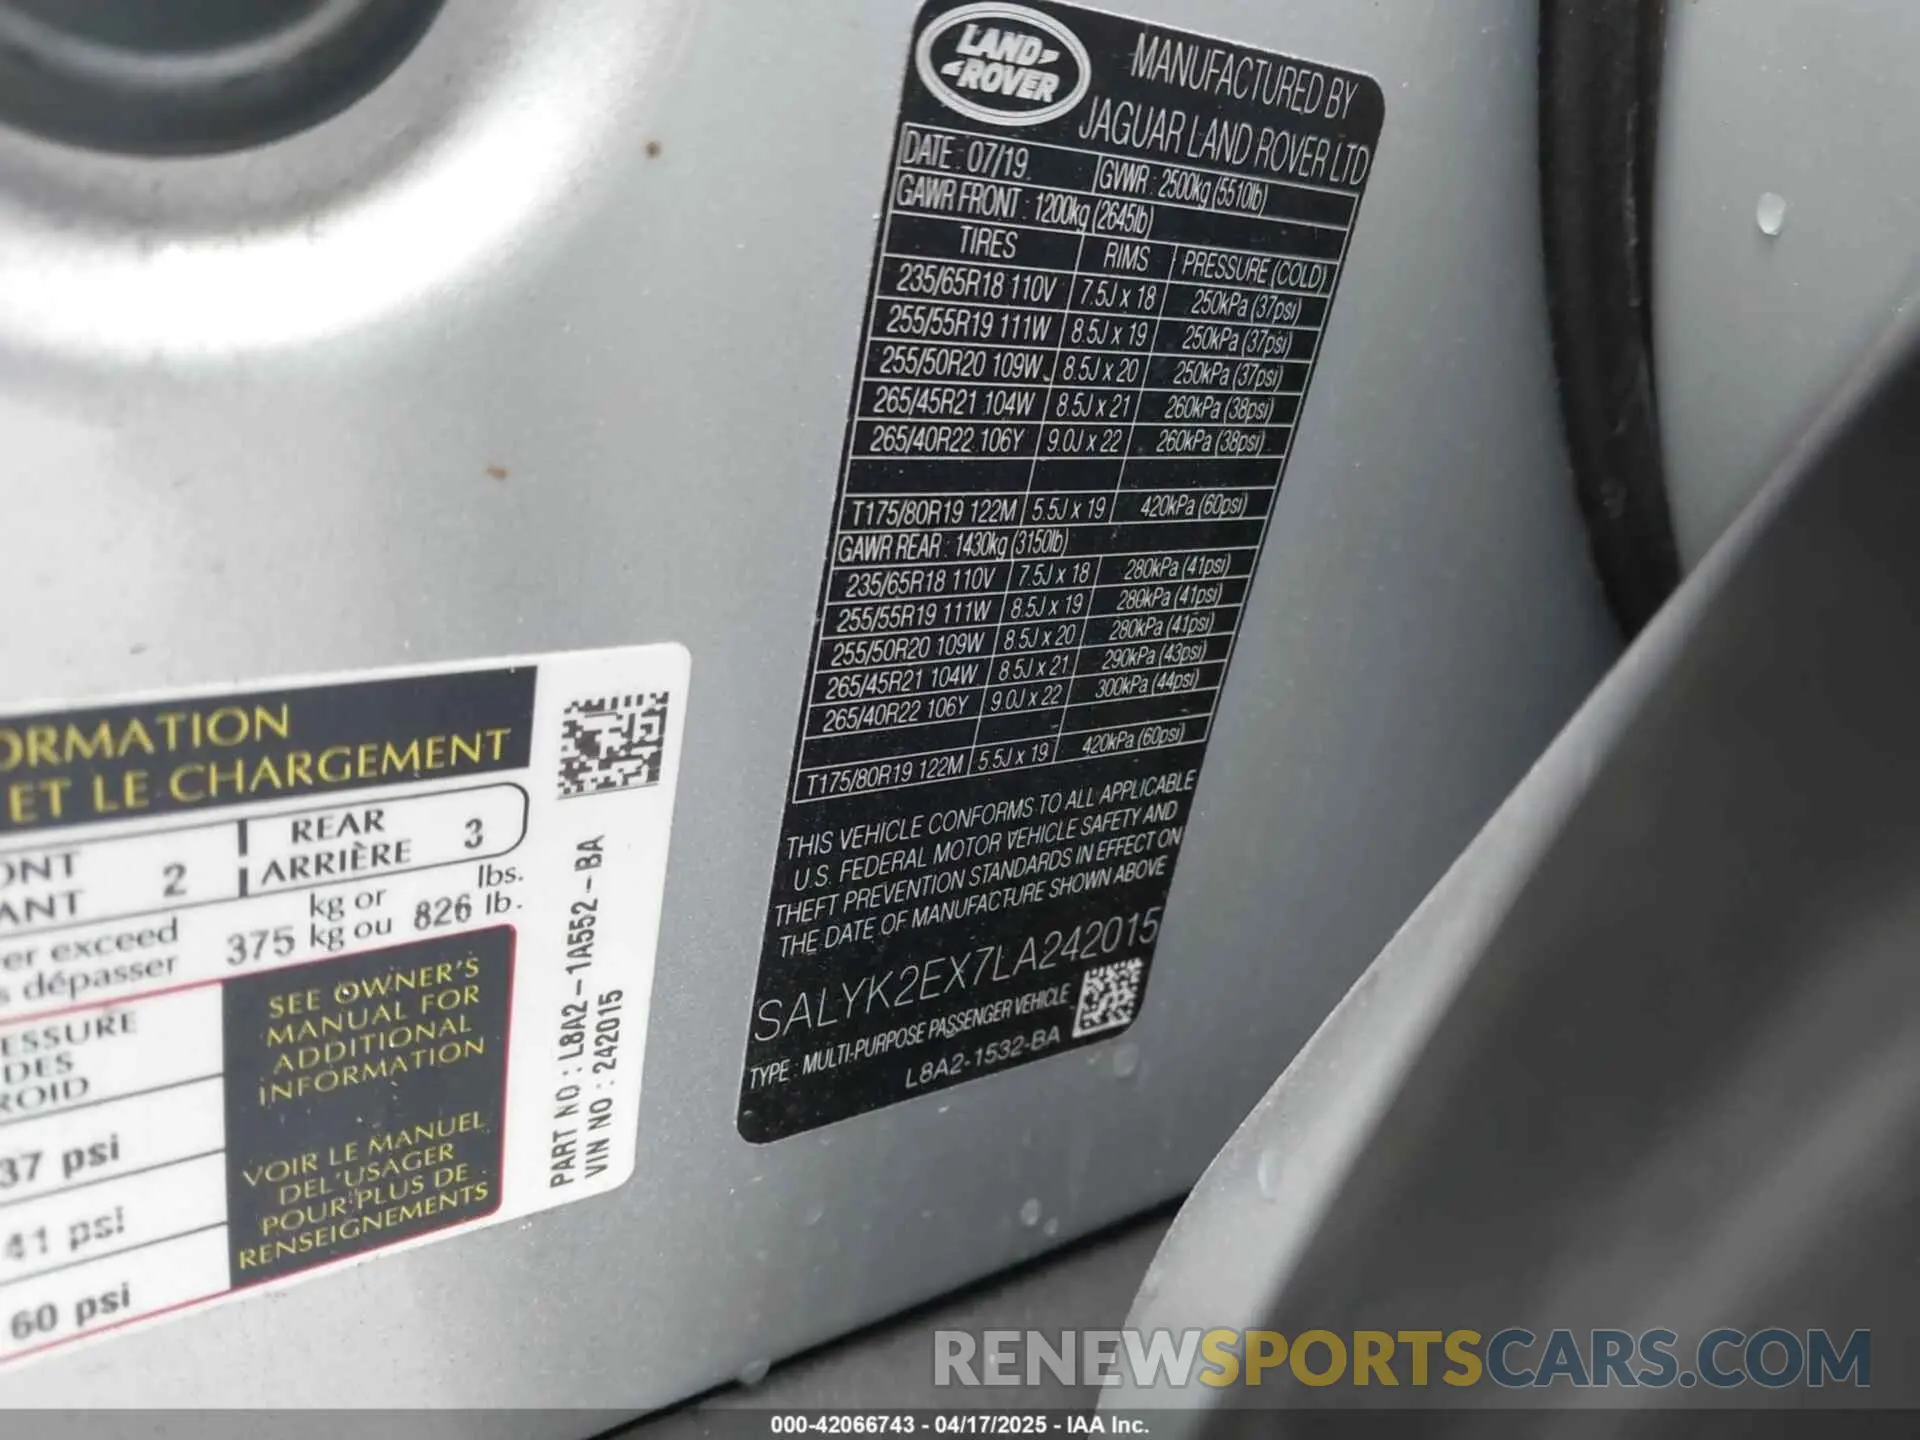 LAND
ROVER
MANUFACTURED BY
JAGUAR LAND ROVER LTD
DATE : 07/19 GVWR : 2500kg (5510lb)
GAWR FRONT : 1200kg (2645lb)
TIRES RIMS PRESSURE (COLD)
235/65R18 110V 7.5J x 18 250kPa (37psi)
255/55R19 111W 8.5J x 19 250kPa (37psi)
255/50R20 109W 8.5J x 20 250kPa (37psi)
265/45R21 104W 8.5J x 21 260kPa (38psi)
265/40R22 106Y 9.0J x 22 260kPa (38psi)
T175/80R19 122M 5.5J x 19 420kPa (60psi)
GAWR REAR : 1430kg (3150lb)
235/65R18 110V 7.5J x 18 280kPa (41psi)
255/55R19 111W 8.5J x 19 280kPa (41psi)
255/50R20 109W 8.5J x 20 280kPa (41psi)
265/45R21 104W 8.5J x 21 290kPa (43psi)
265/40R22 106Y 9.0J x 22 300kPa (44psi)
T175/80R19 122M 5.5J x 19 420kPa (60psi)
THIS VEHICLE CONFORMS TO ALL APPLICABLE
U.S. FEDERAL MOTOR VEHICLE SAFETY AND
THEFT PREVENTION STANDARDS IN EFFECT ON
THE DATE OF MANUFACTURE SHOWN ABOVE
SALYK2EX7LA242015
TYPE : MULTI-PURPOSE PASSENGER VEHICLE
L8A2-1532-BA
ORMATION
ET LE CHARGEMENT
ONT 2 REAR 3
ANT ARRIÈRE
er exceed 375 kg or 826 lbs.
s dépasser kg ou lb.
ESSURE
DES
ROID
37 psi
41 psi
60 psi
SEE OWNER'S
MANUAL FOR
ADDITIONAL
INFORMATION
VOIR LE MANUEL
DEL'USAGER
POUR PLUS DE
RENSEIGNEMENTS
PART NO : L8A2-1A552-BA
VIN NO : 242015
RENEWSPORTSCARS.COM
000-42066743 - 04/17/2025 - IAA Inc.